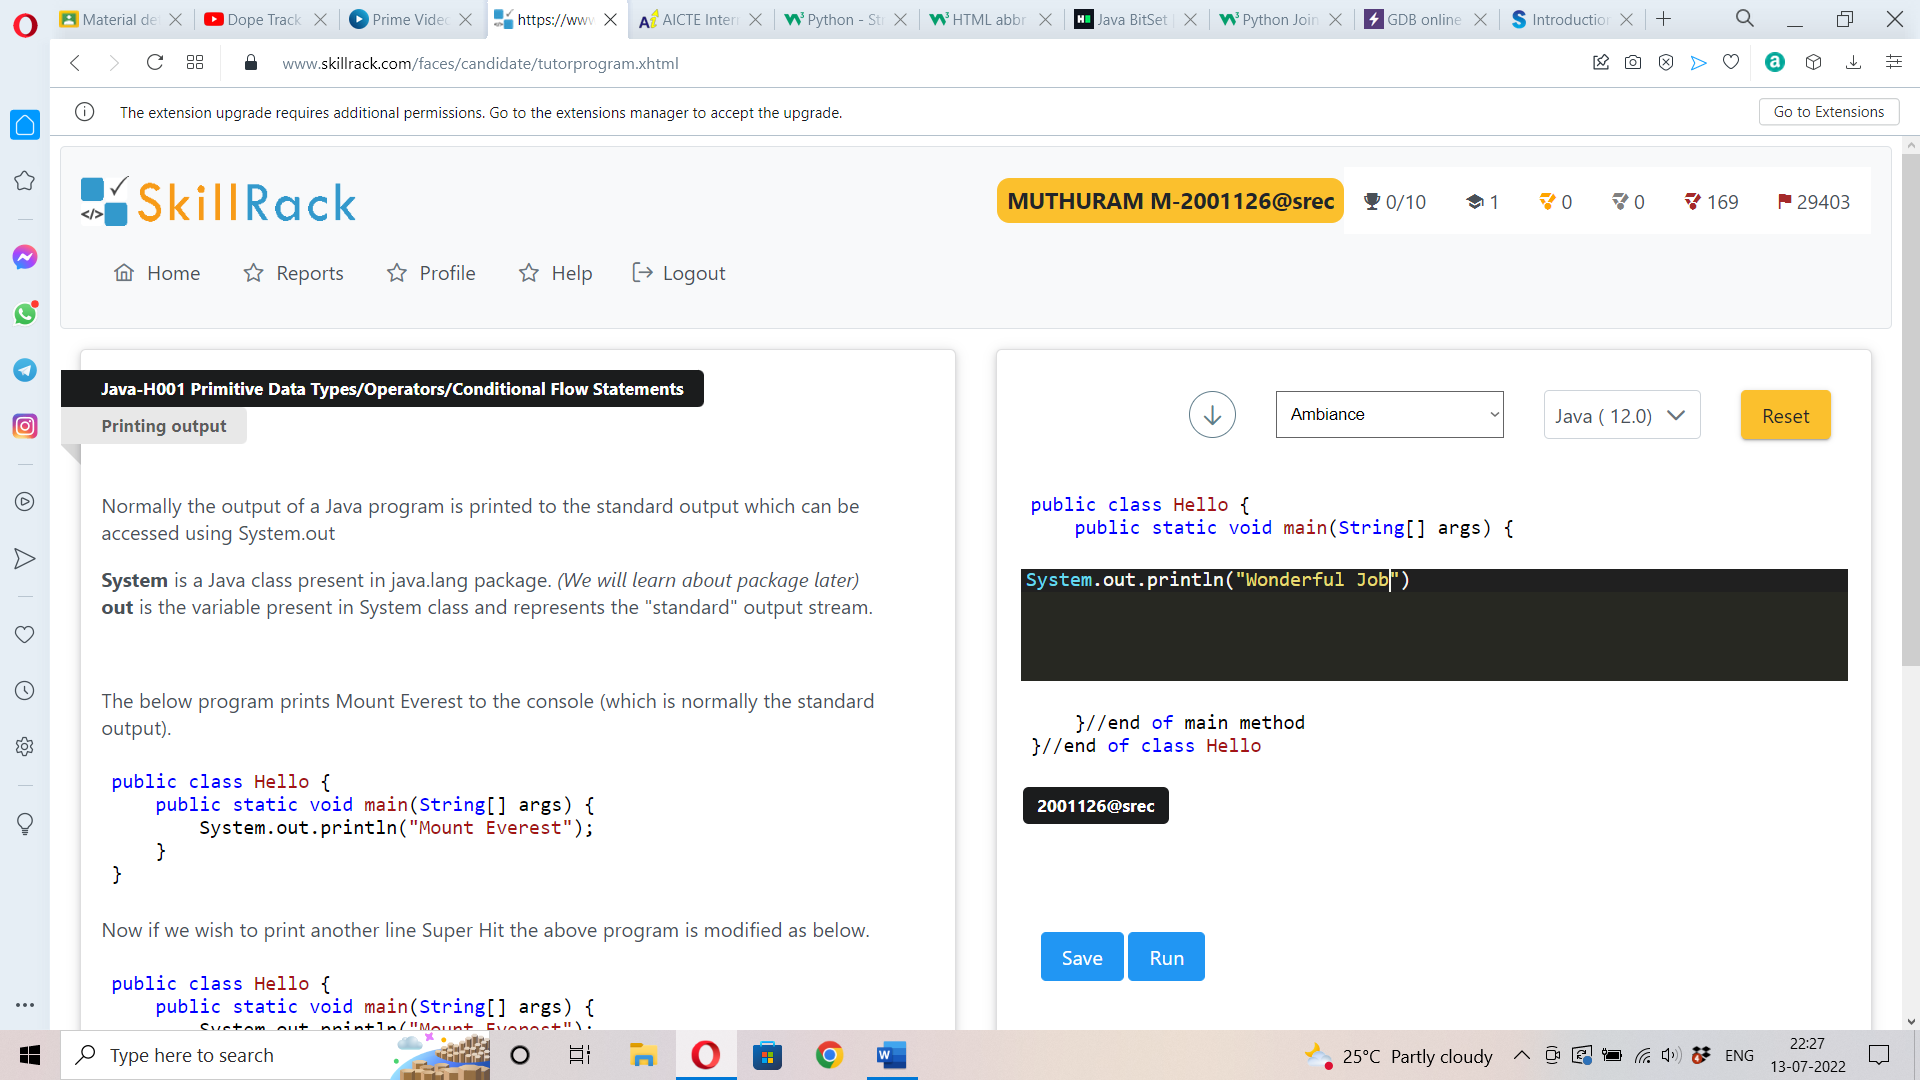 Material de
Dope Track
Prime Video
https://www
AICTE Inter
Python - St
HTML abbr
Java BitSet
Python Join
GDB online
Introduction
www.skillrack.com/faces/candidate/tutorprogram.xhtml
The extension upgrade requires additional permissions. Go to the extensions manager to accept the upgrade.
Go to Extensions
SkillRack
MUTHURAM M-2001126@srec
0/10
1
0
0
169
29403
Home
Reports
Profile
Help
Logout
Java-H001 Primitive Data Types/Operators/Conditional Flow Statements
Printing output
Normally the output of a Java program is printed to the standard output which can be
accessed using System.out
System is a Java class present in java.lang package. (We will learn about package later)
out is the variable present in System class and represents the "standard" output stream.
The below program prints Mount Everest to the console (which is normally the standard
output).
public class Hello {
public static void main(String[] args) {
System.out.println("Mount Everest");
}
}
Now if we wish to print another line Super Hit the above program is modified as below.
public class Hello {
public static void main(String[] args) {
System.out.println("Mount Everest");
Ambiance
Java ( 12.0)
Reset
public class Hello {
public static void main(String[] args) {
System.out.println("Wonderful Job")
}//end of main method
}//end of class Hello
2001126@srec
Save
Run
Type here to search
25°C Partly cloudy
ENG
22:27
13-07-2022